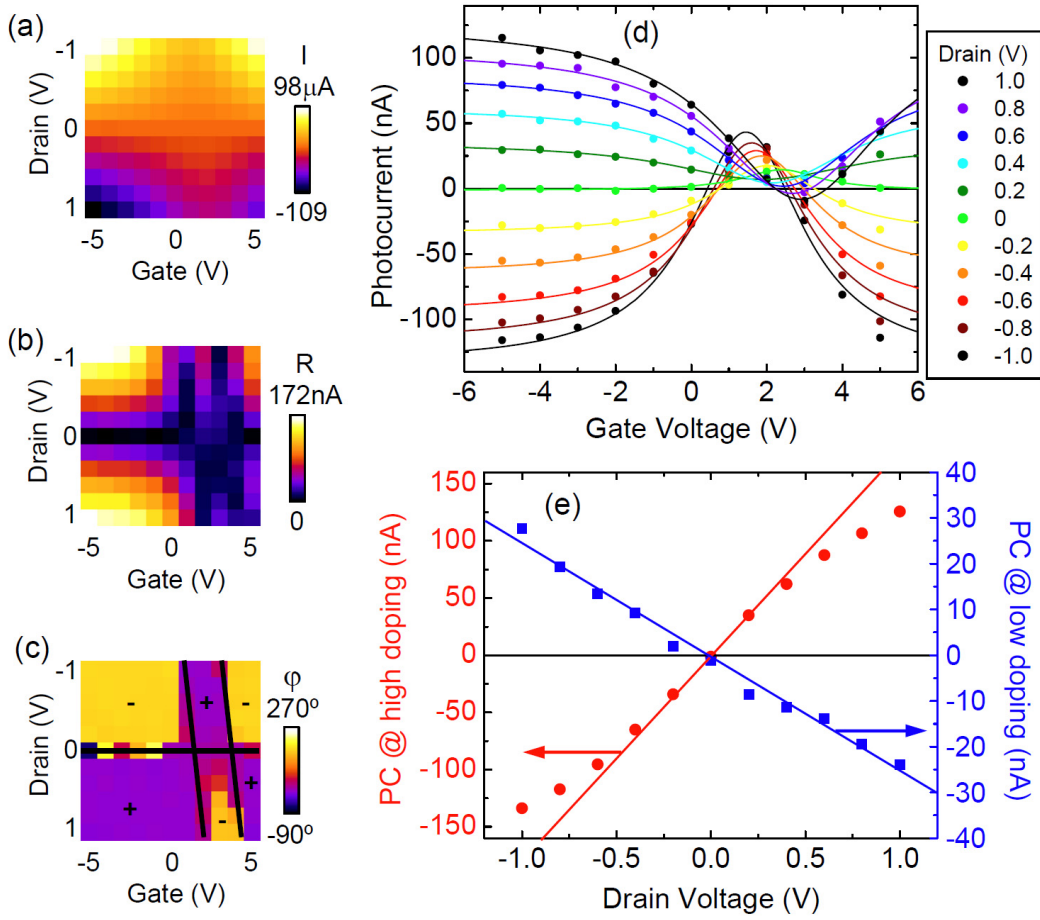 (a)
Drain (V)
-1
0
1
-5
0
5
Gate (V)
I
98μA
-109
(b)
Drain (V)
-1
0
1
-5
0
5
Gate (V)
R
172nA
0
(c)
Drain (V)
-1
0
1
-
+
-
+
-
+
-5
0
5
Gate (V)
φ
270º
-90º
(d)
Photocurrent (nA)
100
50
0
-50
-100
-6
-4
-2
0
2
4
6
Gate Voltage (V)
Drain (V)
1.0
0.8
0.6
0.4
0.2
0
-0.2
-0.4
-0.6
-0.8
-1.0
(e)
PC @ high doping (nA)
150
100
50
0
-50
-100
-150
-1.0
-0.5
0.0
0.5
1.0
Drain Voltage (V)
40
30
20
10
0
-10
-20
-30
-40
PC @ low doping (nA)